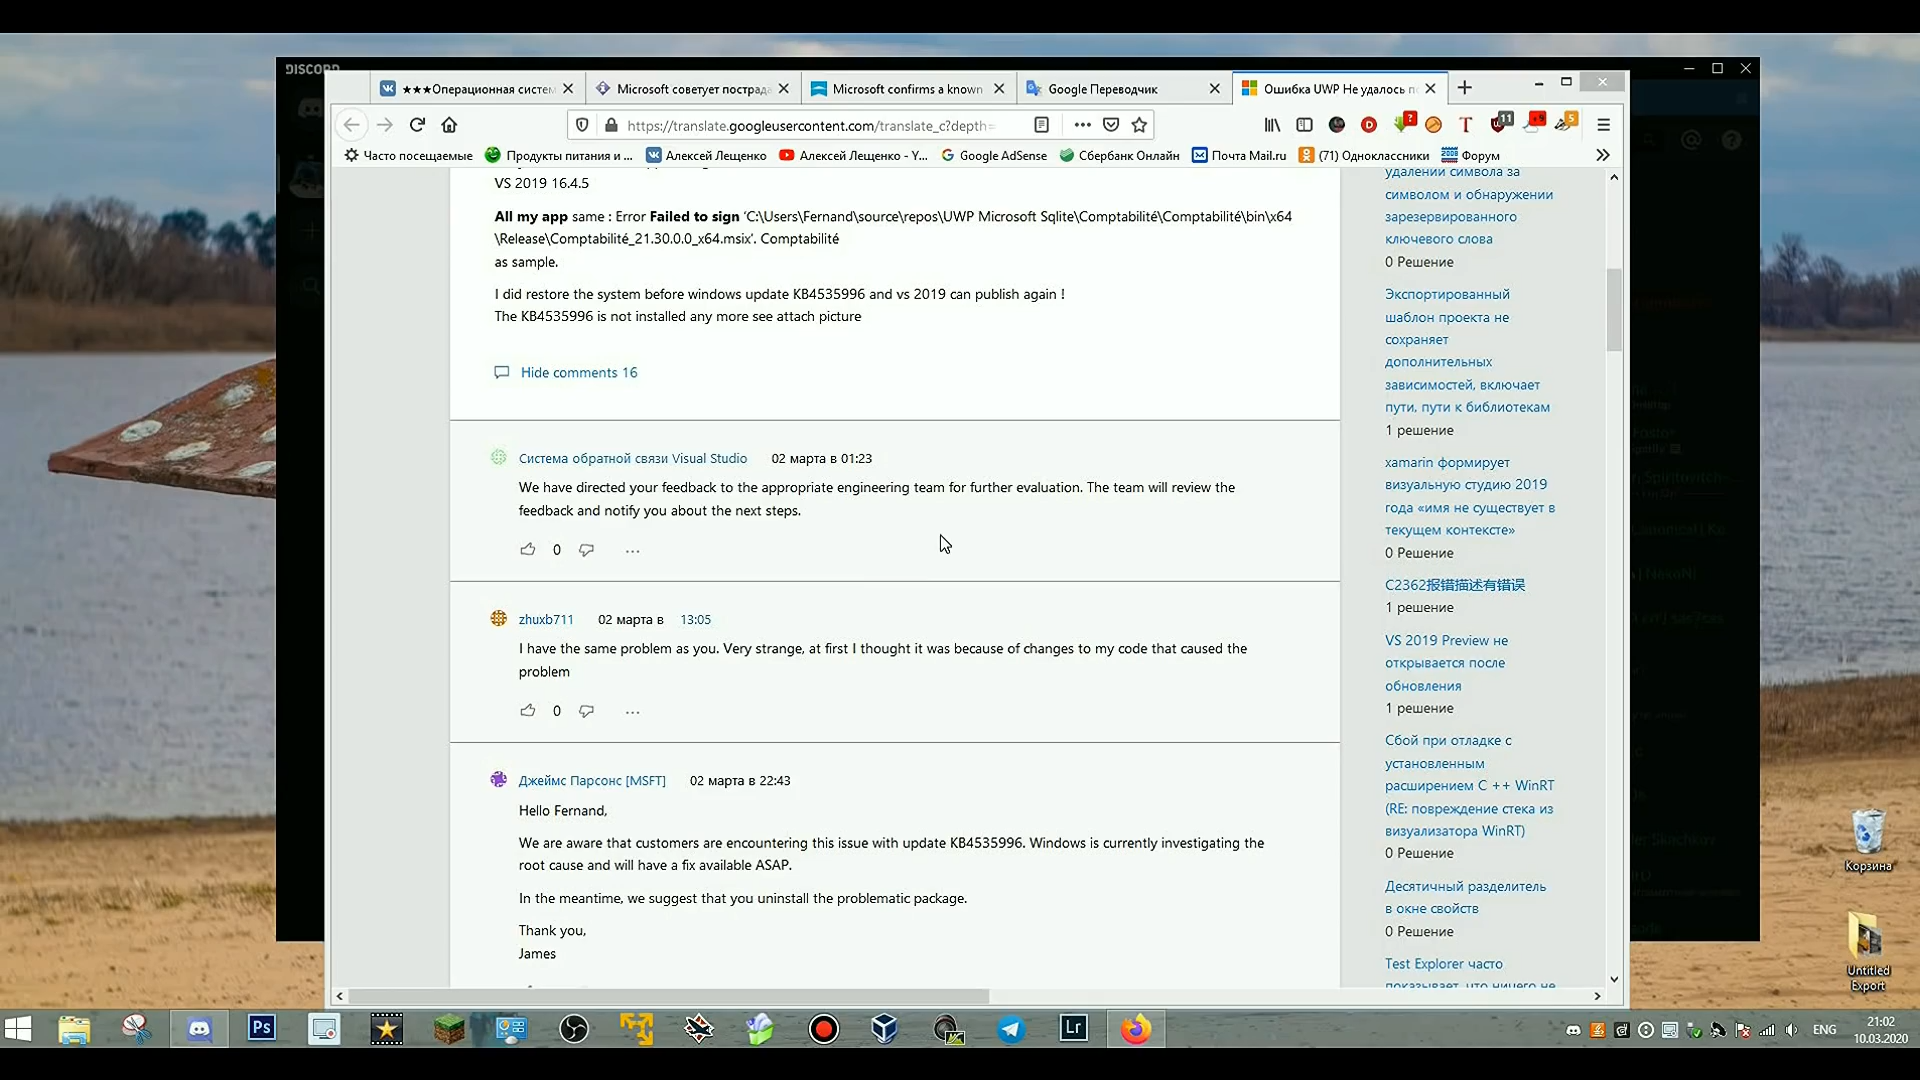 DISCORD
★★★Операционная систем
Microsoft советует пострада
Microsoft confirms a known
Google Переводчик
Ошибка UWP Не удалось п
https://translate.googleusercontent.com/translate_c?depth=
Часто посещаемые
Продукты питания и ...
Алексей Лещенко
Алексей Лещенко - Y...
Google AdSense
Сбербанк Онлайн
Почта Mail.ru
(71) Одноклассники
Форум
VS 2019 16.4.5
All my app same : Error Failed to sign 'C:\Users\Fernand\source\repos\UWP Microsoft Sqlite\Comptabilité\Comptabilité\bin\x64
\Release\Comptabilité_21.30.0.0_x64.msix'. Comptabilité
as sample.
I did restore the system before windows update KB4535996 and vs 2019 can publish again !
The KB4535996 is not installed any more see attach picture
Hide comments 16
Система обратной связи Visual Studio 02 марта в 01:23
We have directed your feedback to the appropriate engineering team for further evaluation. The team will review the
feedback and notify you about the next steps.
0 ...
zhuxb711 02 марта в 13:05
I have the same problem as you. Very strange, at first I thought it was because of changes to my code that caused the
problem
0 ...
Джеймс Парсонс [MSFT] 02 марта в 22:43
Hello Fernand,
We are aware that customers are encountering this issue with update KB4535996. Windows is currently investigating the
root cause and will have a fix available ASAP.
In the meantime, we suggest that you uninstall the problematic package.
Thank you,
James
удалении символа за
символом и обнаружении
зарезервированного
ключевого слова
0 Решение
Экспортированный
шаблон проекта не
сохраняет
дополнительных
зависимостей, включает
пути, пути к библиотекам
1 решение
xamarin формирует
визуальную студию 2019
года «имя не существует в
текущем контексте»
0 Решение
C2362报错描述有错误
1 решение
VS 2019 Preview не
открывается после
обновления
1 решение
Сбой при отладке с
установленным
расширением C ++ WinRT
(RE: повреждение стека из
визуализатора WinRT)
0 Решение
Десятичный разделитель
в окне свойств
0 Решение
Test Explorer часто
показывает, что ничего не
Корзина
Untitled
Export
Ps
Lr
ENG
21:02
10.03.2020